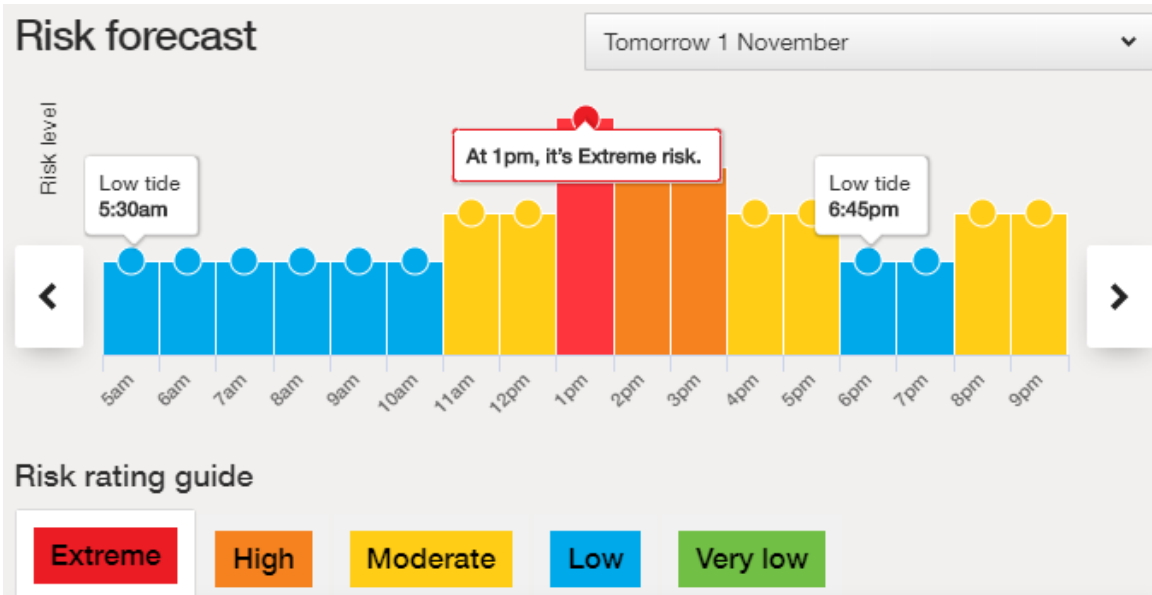 Risk forecast
Tomorrow 1 November
Risk level
Low tide
5:30am
At 1pm, it's Extreme risk.
Low tide
6:45pm
5am
6am
7am
8am
9am
10am
11am
12pm
1pm
2pm
3pm
4pm
5pm
6pm
7pm
8pm
9pm
Risk rating guide
Extreme
High
Moderate
Low
Very low